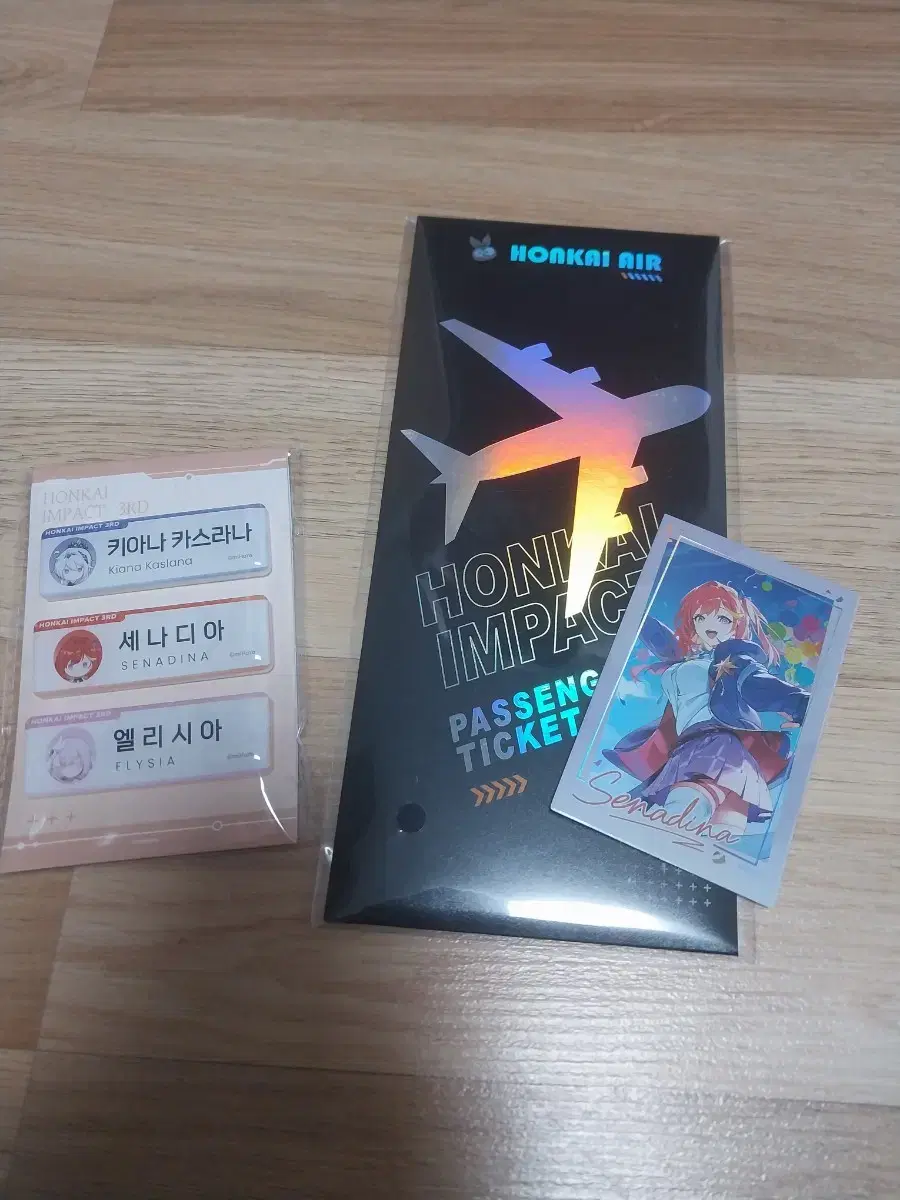 HONKAI
IMPACT 3RD
HONKAI IMPACT 3RD
키아나 카스라나
Kiana Kaslana
HONKAI IMPACT 3RD
세나디아
SENADINA
HONKAI IMPACT 3RD
엘리시아
ELYSIA
HONKAI AIR
HONKAI
IMPACT
PASSENG
TICKET
Senadina